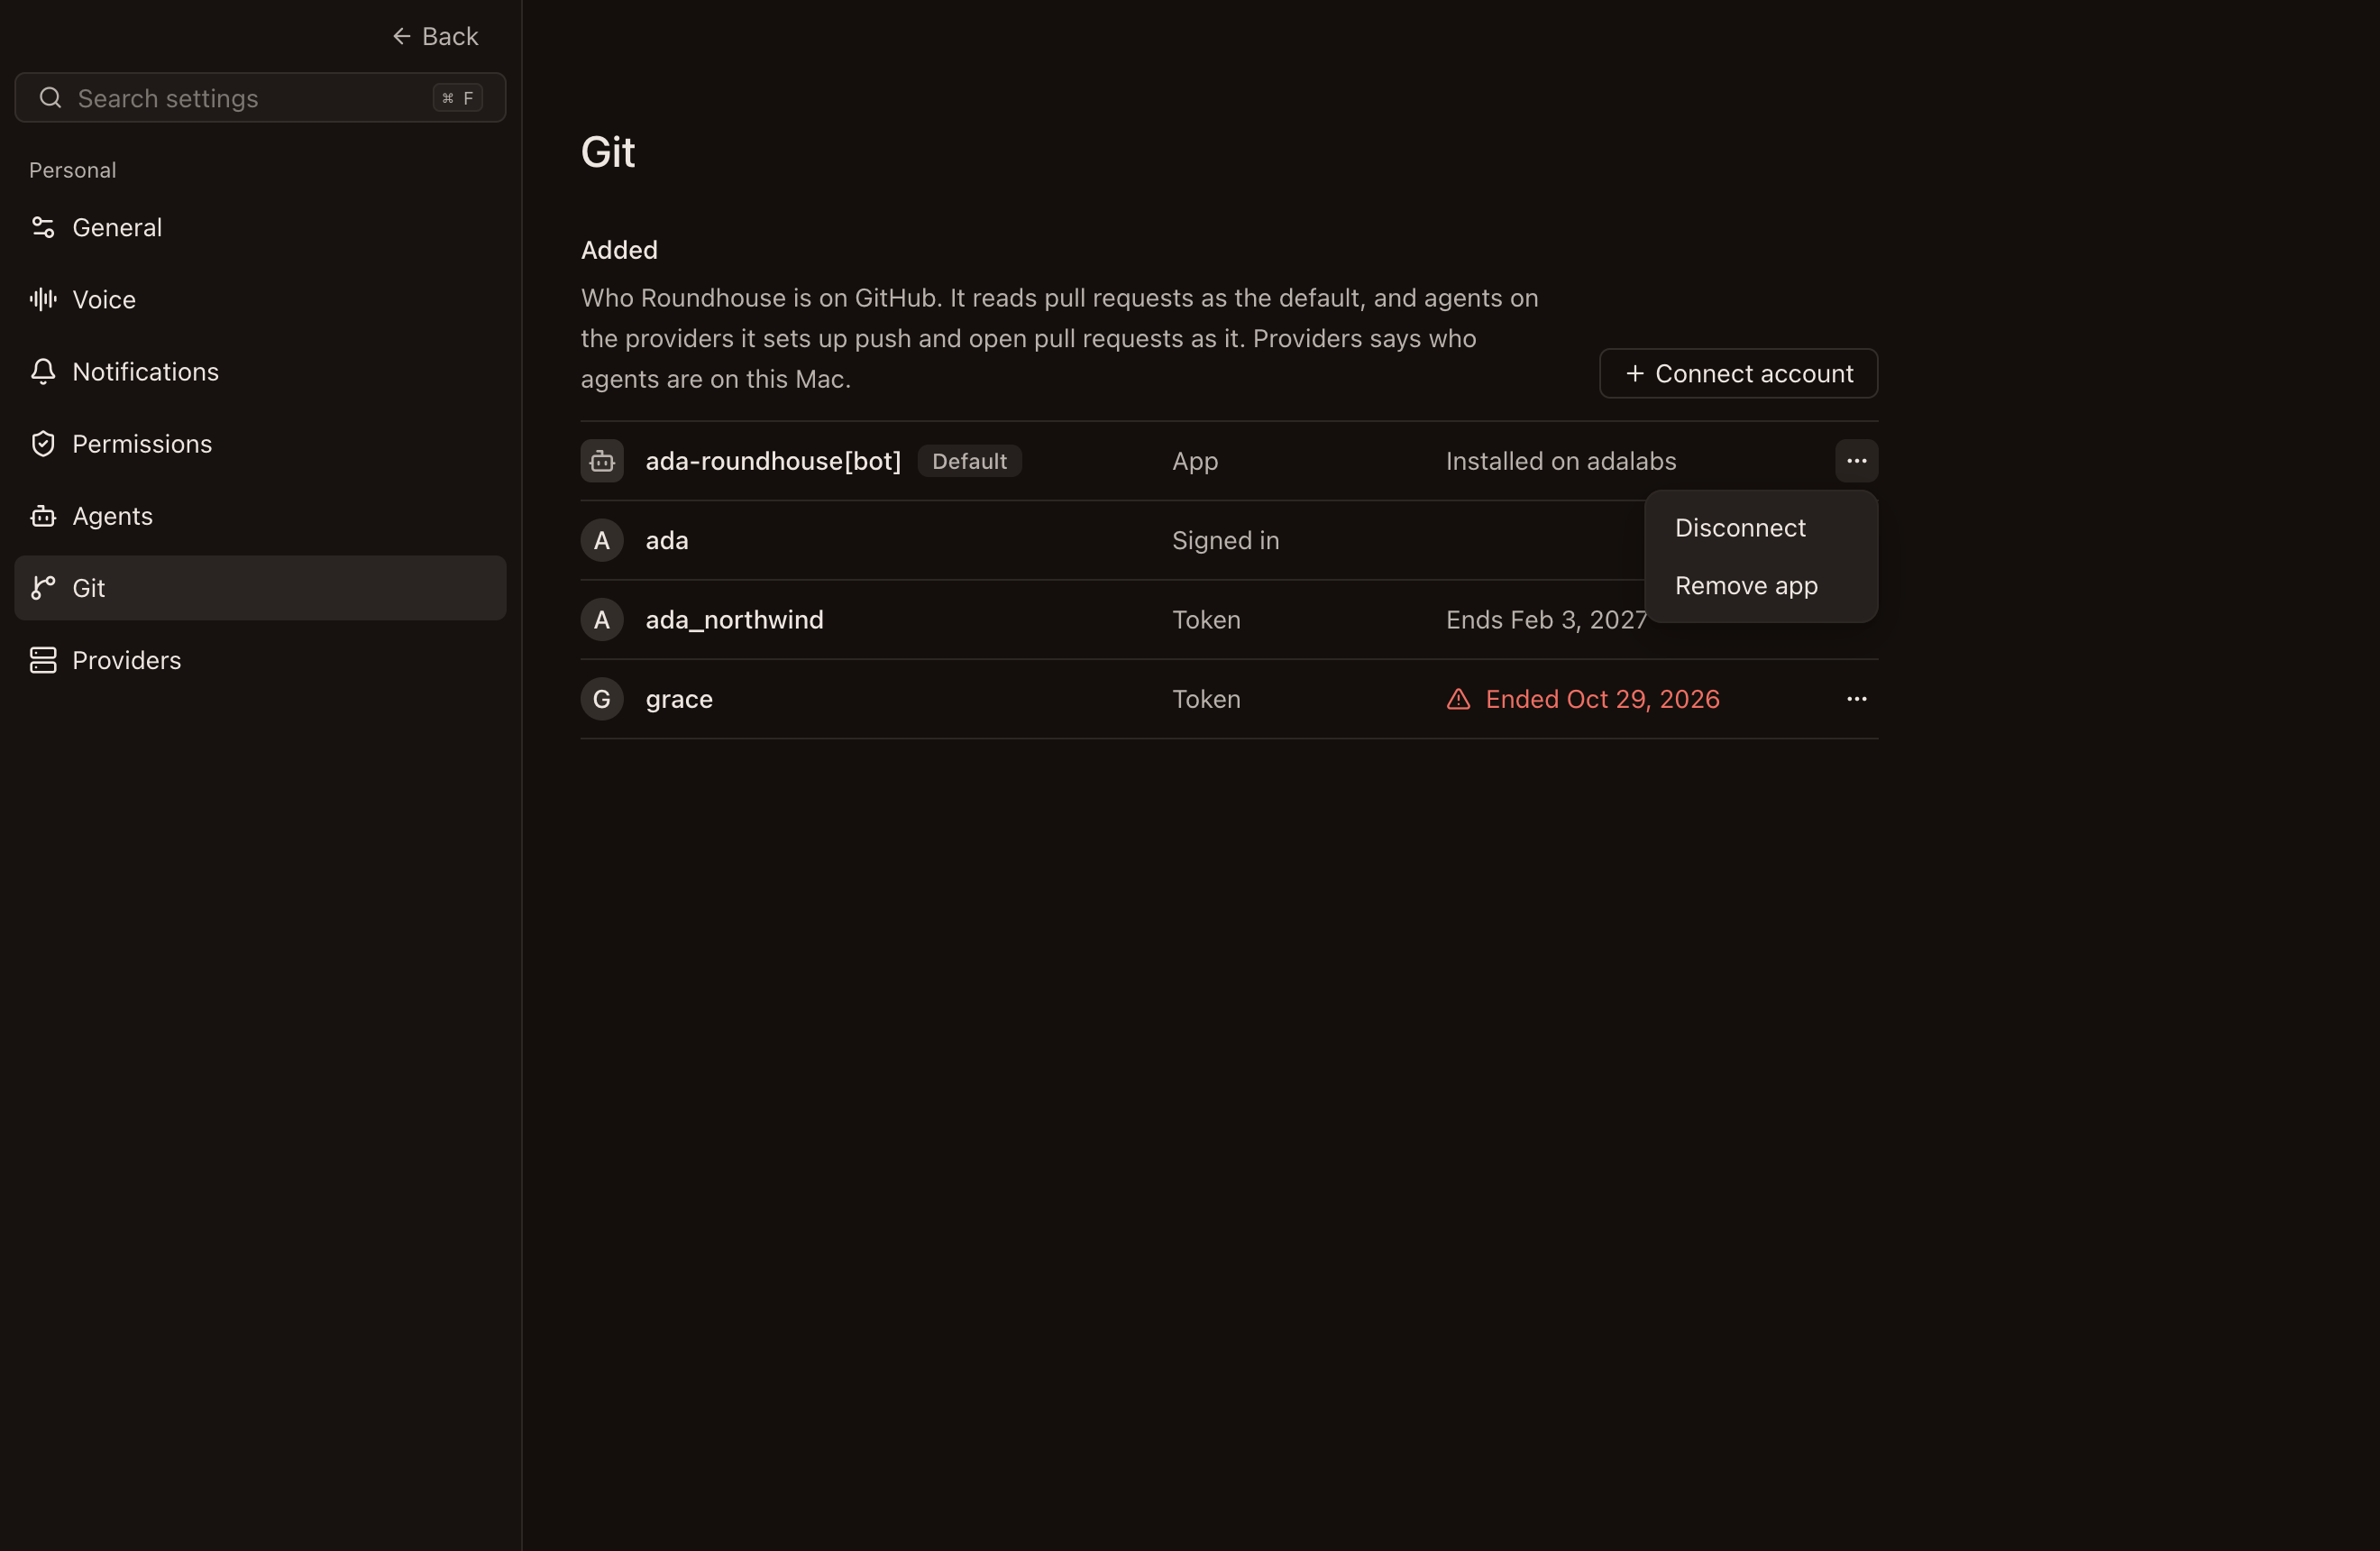 Back
Search settings ⌘ F
Personal
General
Voice
Notifications
Permissions
Agents
Git
Providers
Git
Added
Who Roundhouse is on GitHub. It reads pull requests as the default, and agents on
the providers it sets up push and open pull requests as it. Providers says who
agents are on this Mac.
Connect account
ada-roundhouse[bot] Default App Installed on adalabs
Disconnect
Remove app
A ada Signed in
A ada_northwind Token Ends Feb 3, 2027
G grace Token Ended Oct 29, 2026